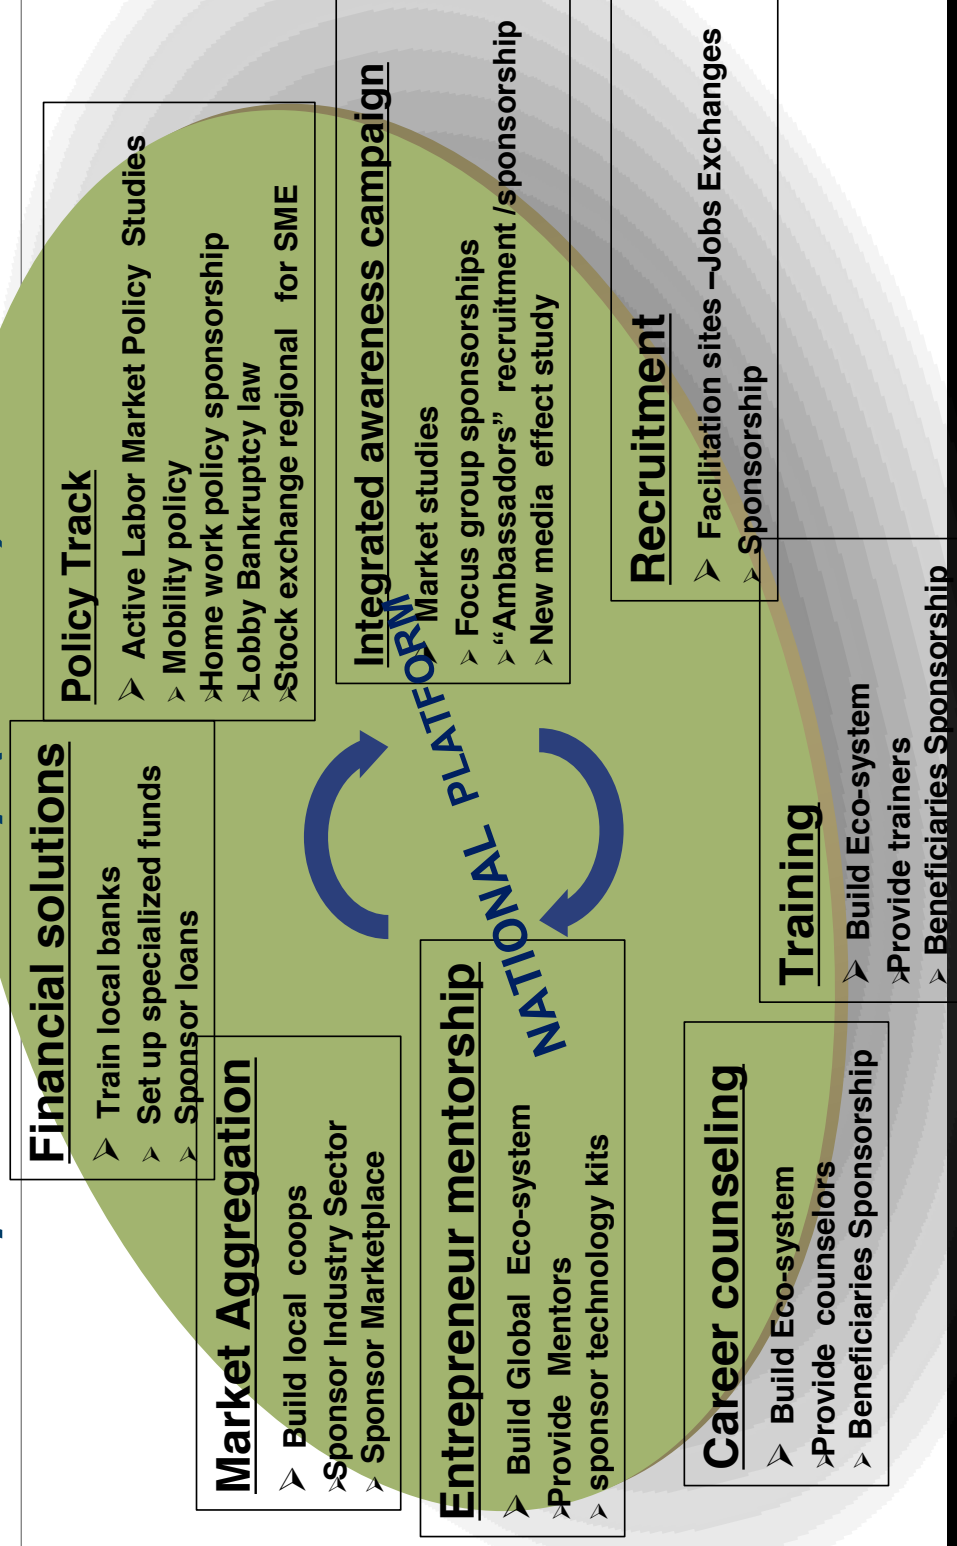 Financial solutions
Train local banks
Set up specialized funds
Sponsor loans
Policy Track
Active Labor Market Policy Studies
Mobility policy
Home work policy sponsorship
Lobby Bankruptcy law
Stock exchange regional for SME
Market Aggregation
Build local coops
Sponsor Industry Sector
Sponsor Marketplace
Integrated awareness campaign
Market studies
Focus group sponsorships
“Ambassadors” recruitment /sponsorship
New media effect study
NATIONAL PLATFORM
Entrepreneur mentorship
Build Global Eco-system
Provide Mentors
sponsor technology kits
Recruitment
Facilitation sites –Jobs Exchanges
Sponsorship
Career counseling
Build Eco-system
Provide counselors
Beneficiaries Sponsorship
Training
Build Eco-system
Provide trainers
Beneficiaries Sponsorship